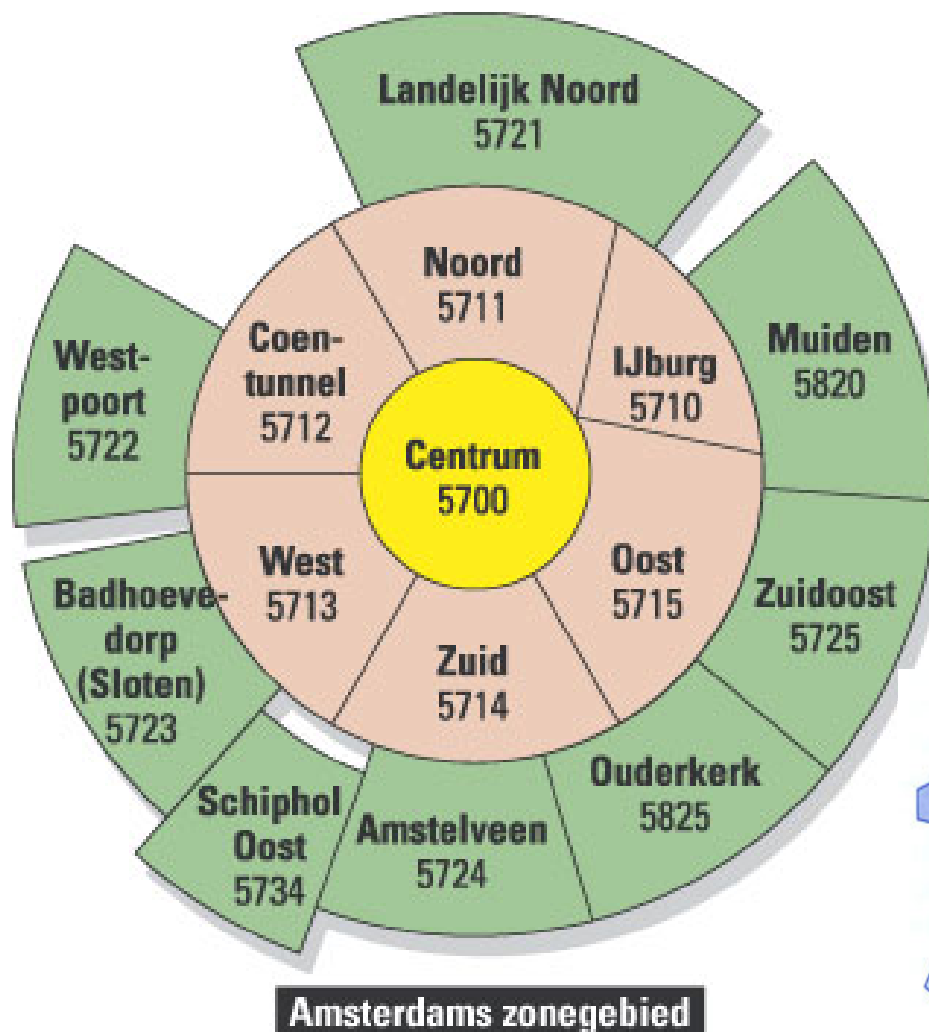 Landelijk Noord
5721
Noord
5711
Coen-
tunnel
5712
IJburg
5710
Muiden
5820
West-
poort
5722
Centrum
5700
West
5713
Oost
5715
Zuidoost
5725
Badhoeve-
dorp
(Sloten)
5723
Zuid
5714
Ouderkerk
5825
Schiphol
Oost
5734
Amstelveen
5724
Amsterdams zonegebied